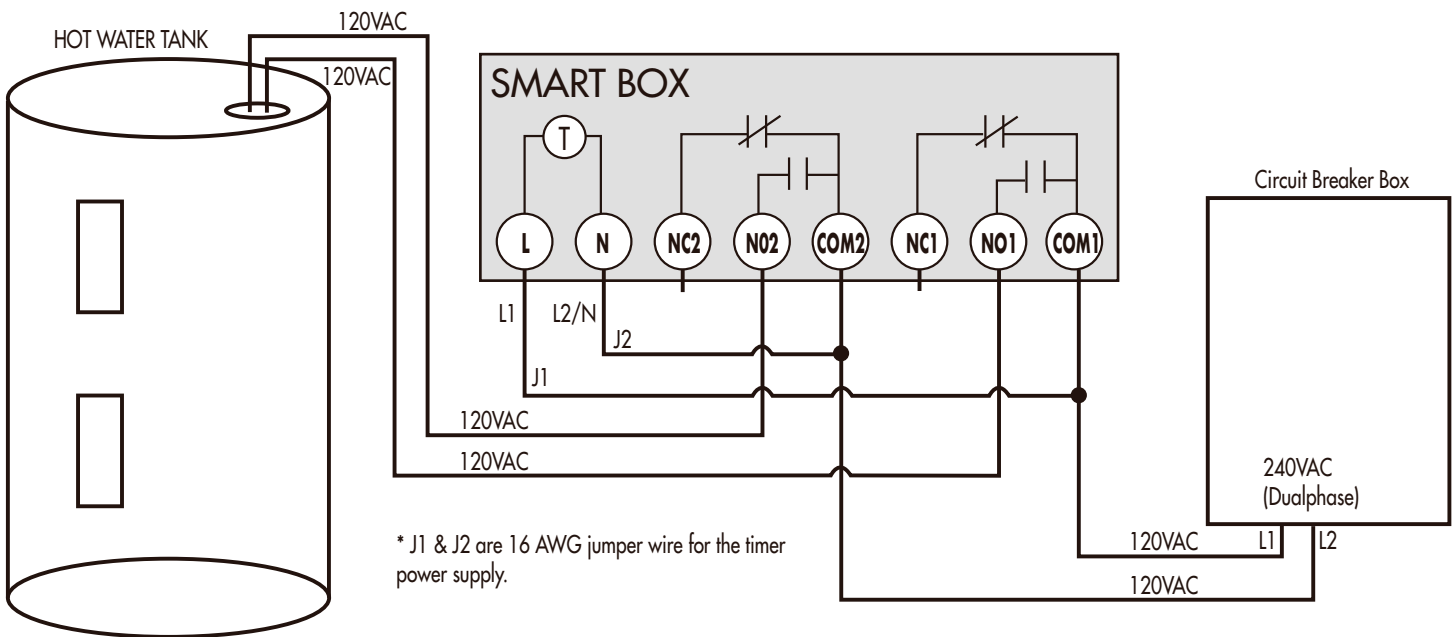 120VAC
HOT WATER TANK
120VAC
SMART BOX
T
L
N
NC2
N02
COM2
NC1
NO1
COM1
Circuit Breaker Box
L1
L2/N
J2
J1
120VAC
120VAC
240VAC
(Dualphase)
* J1 & J2 are 16 AWG jumper wire for the timer
power supply.
120VAC
L1
L2
120VAC